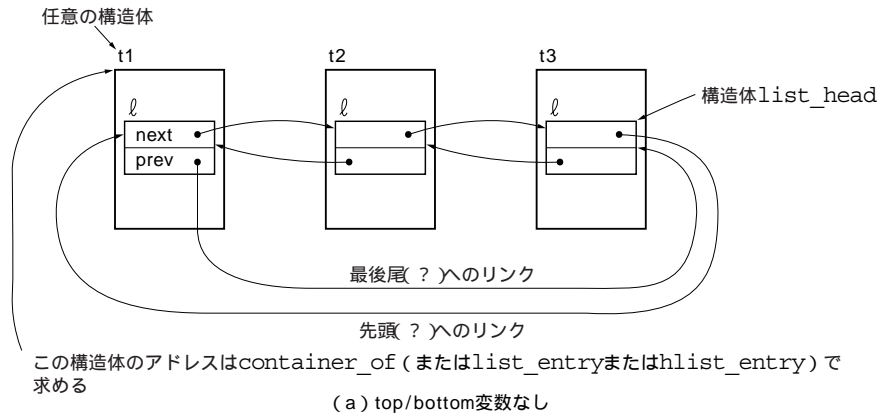 任意の構造体
t1 t2 t3
構造体list_head
ℓ ℓ ℓ
next
prev
最後尾(?)へのリンク
先頭(?)へのリンク
この構造体のアドレスはcontainer_of(またはlist_entryまたはhlist_entry)で
求める
(a)top/bottom変数なし